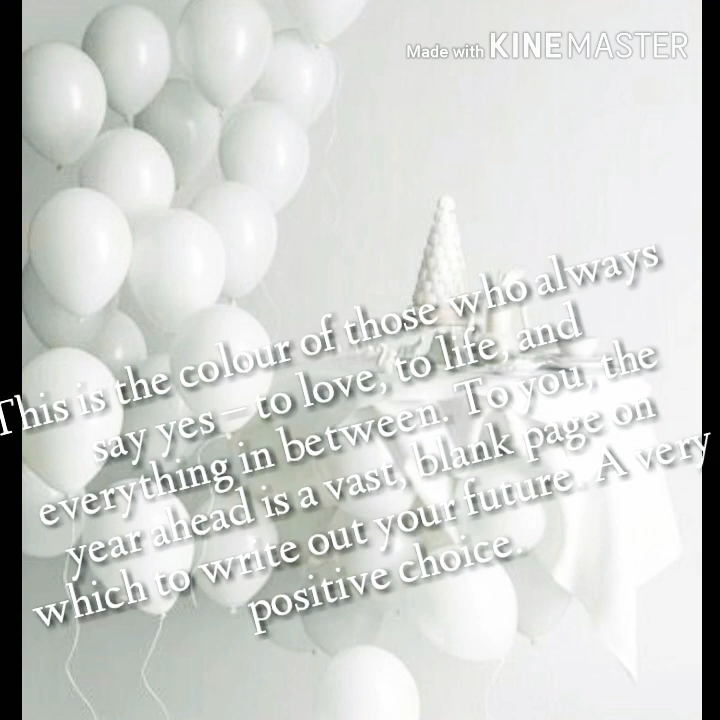 Made with KINEMASTER
This is the colour of those who always
say yes – to love, to life, and
everything in between. To you, the
year ahead is a vast, blank page on
which to write out your future. A very
positive choice.